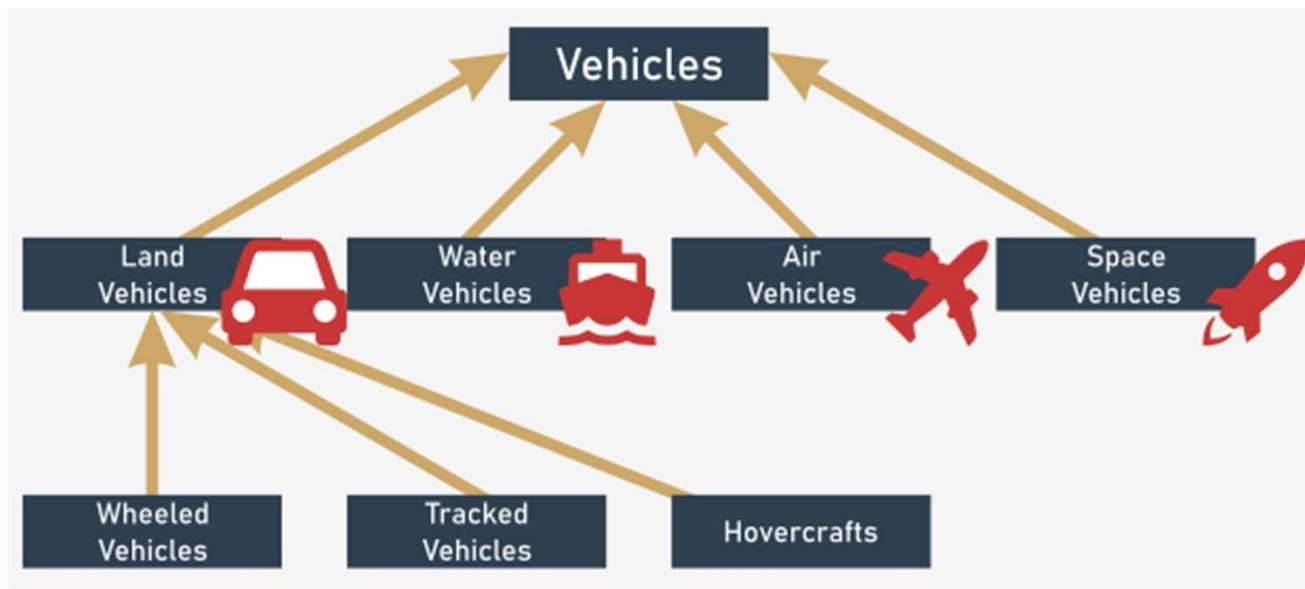 Vehicles
Land
Vehicles
Water
Vehicles
Air
Vehicles
Space
Vehicles
Wheeled
Vehicles
Tracked
Vehicles
Hovercrafts